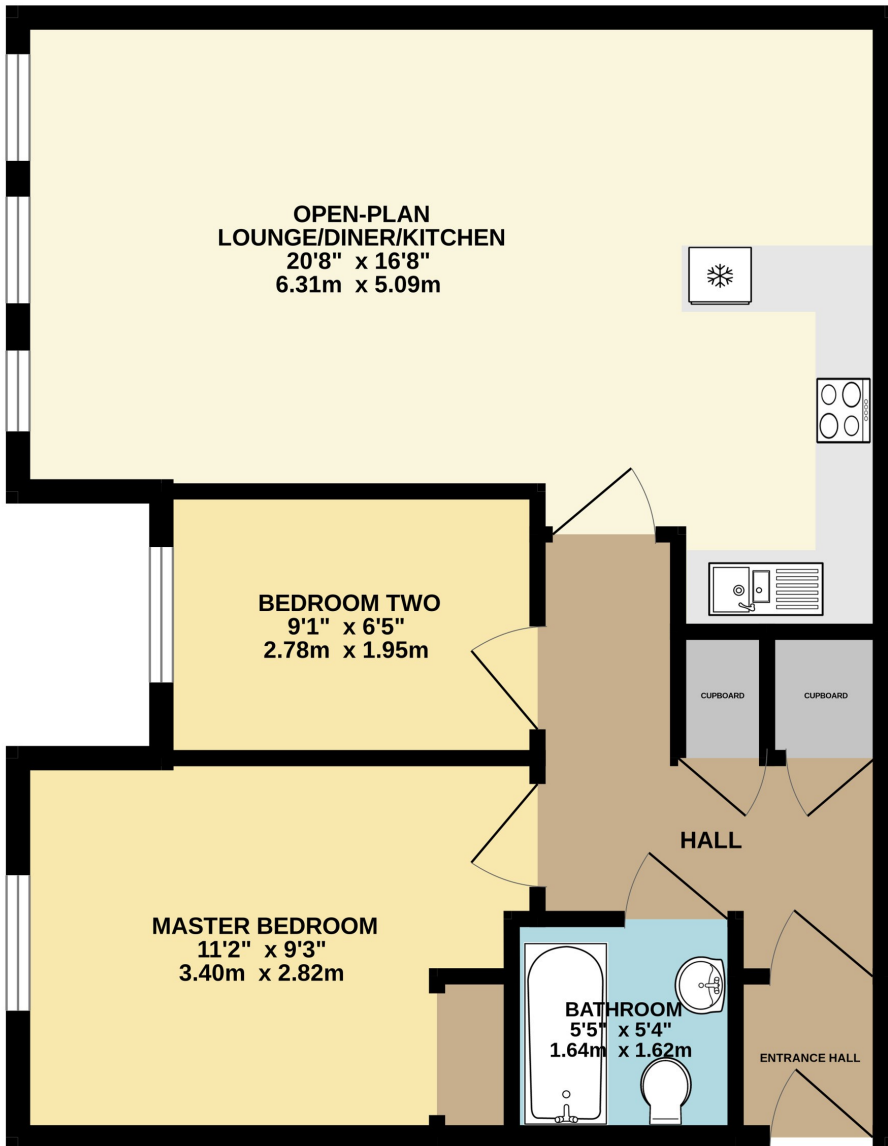 OPEN-PLAN
LOUNGE/DINER/KITCHEN
20'8" x 16'8"
6.31m x 5.09m
BEDROOM TWO
9'1" x 6'5"
2.78m x 1.95m
CUPBOARD
CUPBOARD
HALL
MASTER BEDROOM
11'2" x 9'3"
3.40m x 2.82m
BATHROOM
5'5" x 5'4"
1.64m x 1.62m
ENTRANCE HALL